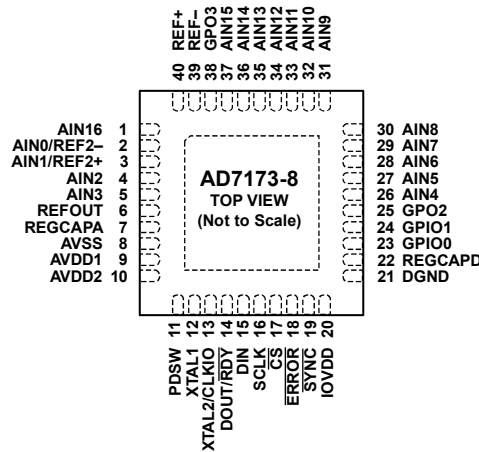 40 REF+
39 REF–
38 GPO3
37 AIN15
36 AIN14
35 AIN13
34 AIN12
33 AIN11
32 AIN10
31 AIN9
AIN16 1
AIN0/REF2– 2
AIN1/REF2+ 3
AIN2 4
AIN3 5
REFOUT 6
REGCAPA 7
AVSS 8
AVDD1 9
AVDD2 10
AD7173-8
TOP VIEW
(Not to Scale)
30 AIN8
29 AIN7
28 AIN6
27 AIN5
26 AIN4
25 GPO2
24 GPIO1
23 GPIO0
22 REGCAPD
21 DGND
PDSW 11
XTAL1 12
XTAL2/CLKIO 13
DOUT/RDY 14
DIN 15
SCLK 16
CS 17
ERROR 18
SYNC 19
IOVDD 20